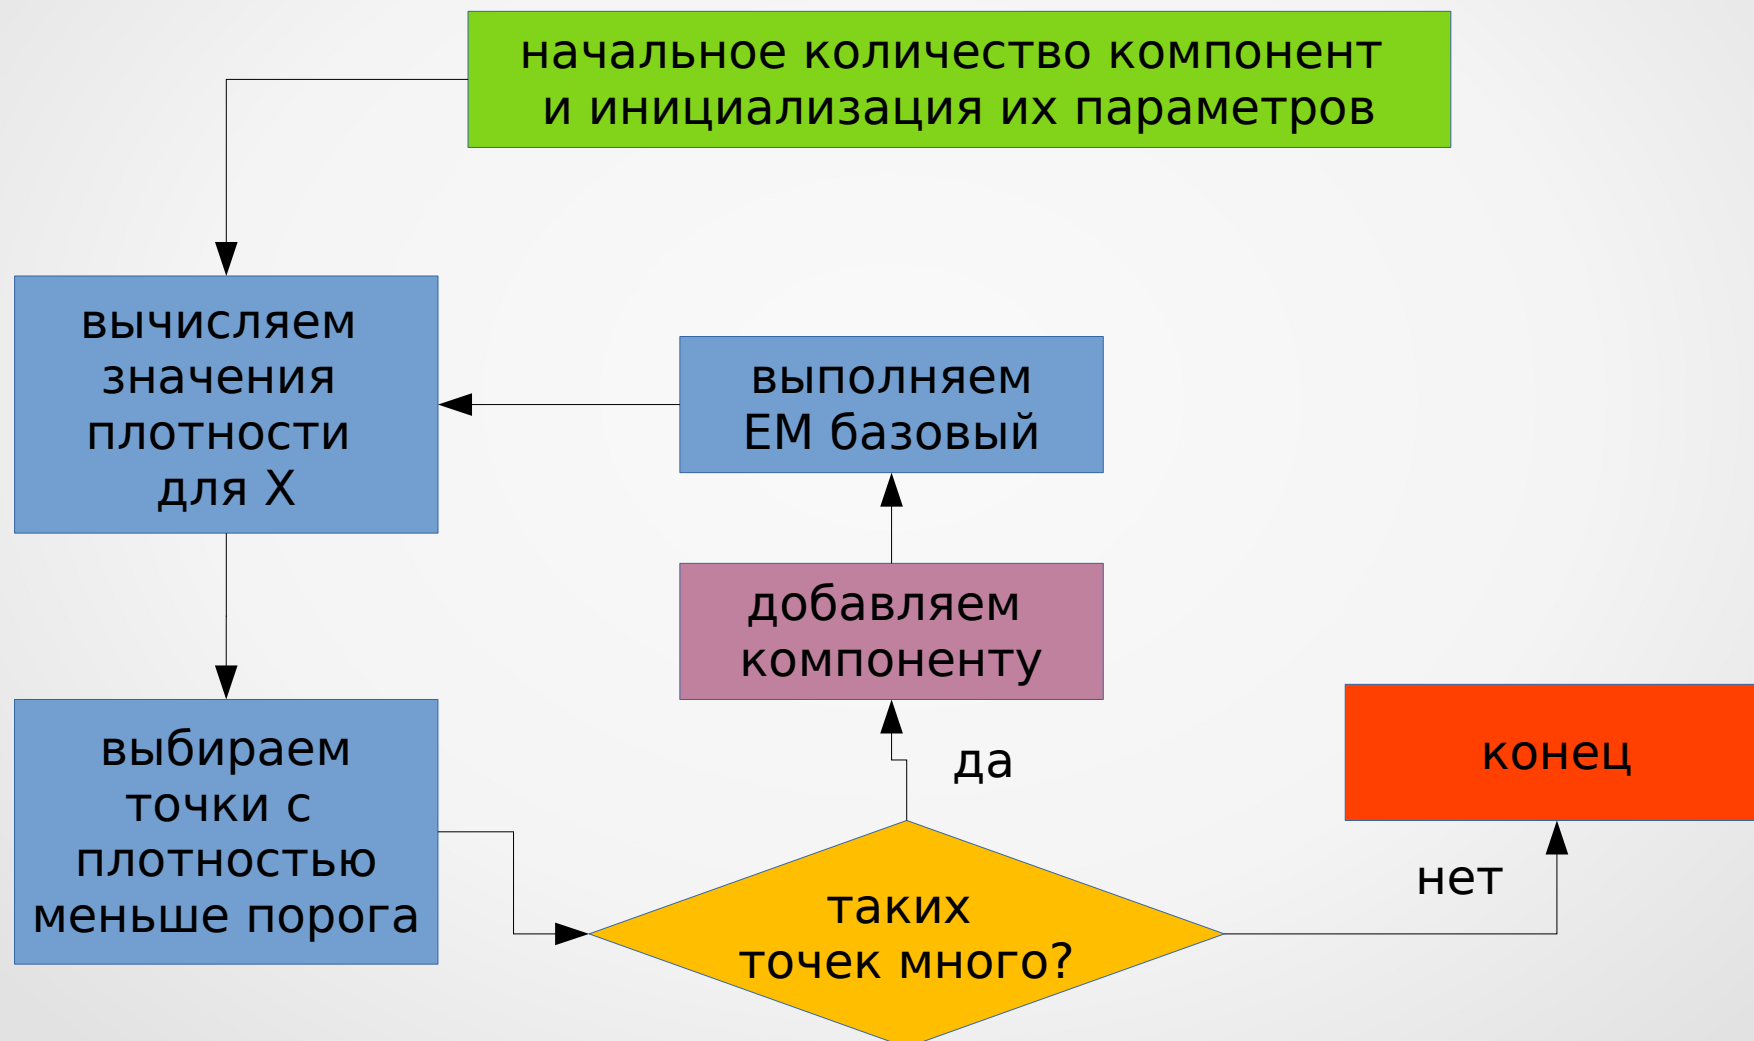 начальное количество компонент
и инициализация их параметров
вычисляем
значения
плотности
для X
выбираем
точки с
плотностью
меньше порога
таких
точек много?
да
добавляем
компоненту
выполняем
EM базовый
нет
конец